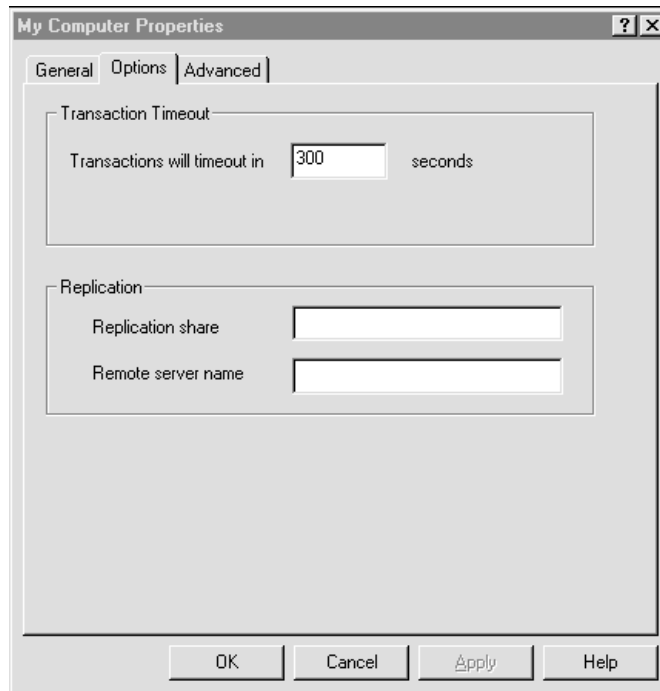 My Computer Properties
General Options Advanced
Transaction Timeout
Transactions will timeout in 300 seconds
Replication
Replication share
Remote server name
OK Cancel Apply Help